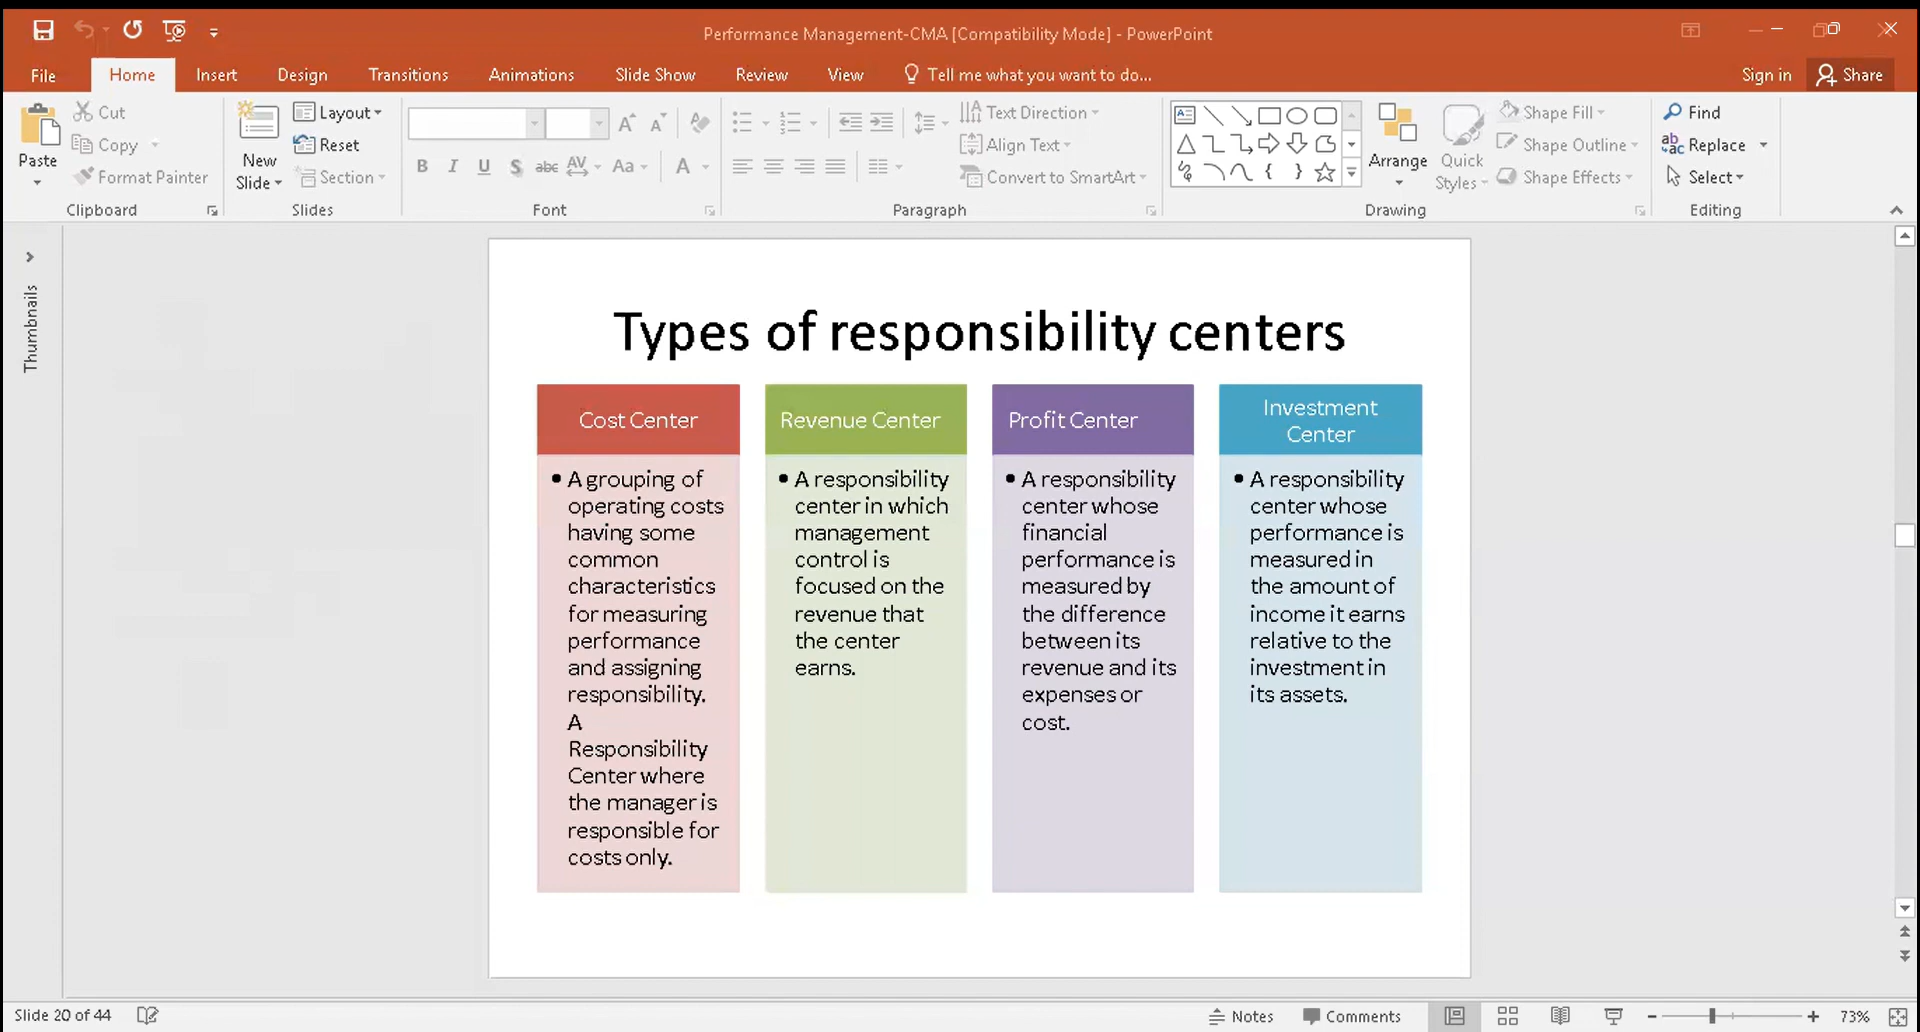 Performance Management-CMA [Compatibility Mode] - PowerPoint
File
Home
Insert
Design
Transitions
Animations
Slide Show
Review
View
Tell me what you want to do...
Sign in
Share
Paste
Cut
Copy
Format Painter
Clipboard
New
Slide
Layout
Reset
Section
Slides
B I U S abc AV Aa A
Font
Text Direction
Align Text
Convert to SmartArt
Paragraph
Arrange
Quick
Styles
Shape Fill
Shape Outline
Shape Effects
Drawing
Find
Replace
Select
Editing
Thumbnails
Types of responsibility centers
Cost Center
• A grouping of
operating costs
having some
common
characteristics
for measuring
performance
and assigning
responsibility.
A
Responsibility
Center where
the manager is
responsible for
costs only.
Revenue Center
• A responsibility
center in which
management
control is
focused on the
revenue that
the center
earns.
Profit Center
• A responsibility
center whose
financial
performance is
measured by
the difference
between its
revenue and its
expenses or
cost.
Investment
Center
• A responsibility
center whose
performance is
measured in
the amount of
income it earns
relative to the
investment in
its assets.
Slide 20 of 44
Notes
Comments
73%